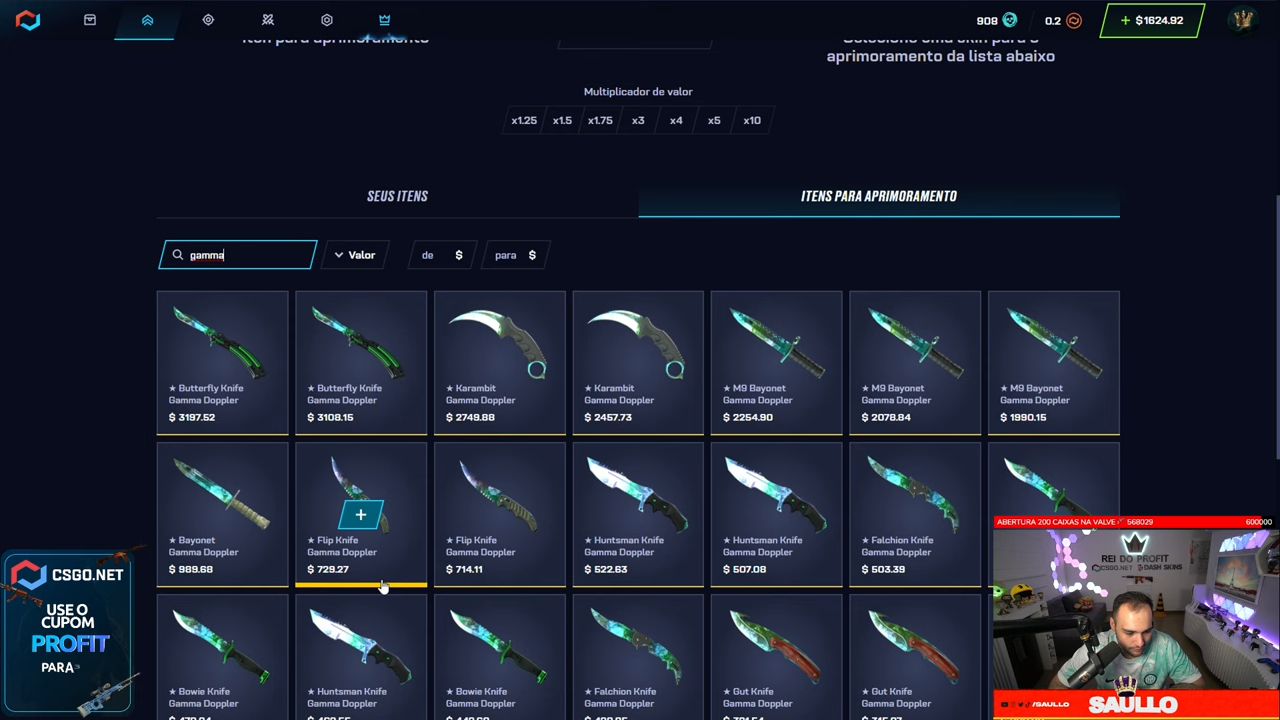 908
0.2
+ $1624.92
Item para aprimoramento
Selecione uma skin para o
aprimoramento da lista abaixo
Multiplicador de valor
x1.25 x1.5 x1.75 x3 x4 x5 x10
SEUS ITENS
ITENS PARA APRIMORAMENTO
gamma
Valor
de $
para $
★ Butterfly Knife
Gamma Doppler
$ 3197.52
★ Butterfly Knife
Gamma Doppler
$ 3108.15
★ Karambit
Gamma Doppler
$ 2749.88
★ Karambit
Gamma Doppler
$ 2457.73
★ M9 Bayonet
Gamma Doppler
$ 2254.90
★ M9 Bayonet
Gamma Doppler
$ 2078.84
★ M9 Bayonet
Gamma Doppler
$ 1990.15
★ Bayonet
Gamma Doppler
$ 989.68
+
★ Flip Knife
Gamma Doppler
$ 729.27
★ Flip Knife
Gamma Doppler
$ 714.11
★ Huntsman Knife
Gamma Doppler
$ 522.63
★ Huntsman Knife
Gamma Doppler
$ 507.08
★ Falchion Knife
Gamma Doppler
$ 503.39
★ Bowie Knife
Gamma Doppler
★ Huntsman Knife
Gamma Doppler
★ Bowie Knife
Gamma Doppler
★ Falchion Knife
Gamma Doppler
★ Gut Knife
Gamma Doppler
★ Gut Knife
Gamma Doppler
CSGO.NET
USE O
CUPOM
PROFIT
PARA
ABERTURA 200 CAIXAS NA VALVE
568029
600000
REI DO PROFIT
CSGO.NET
DASH SKINS
/SAULLO
SAULLO